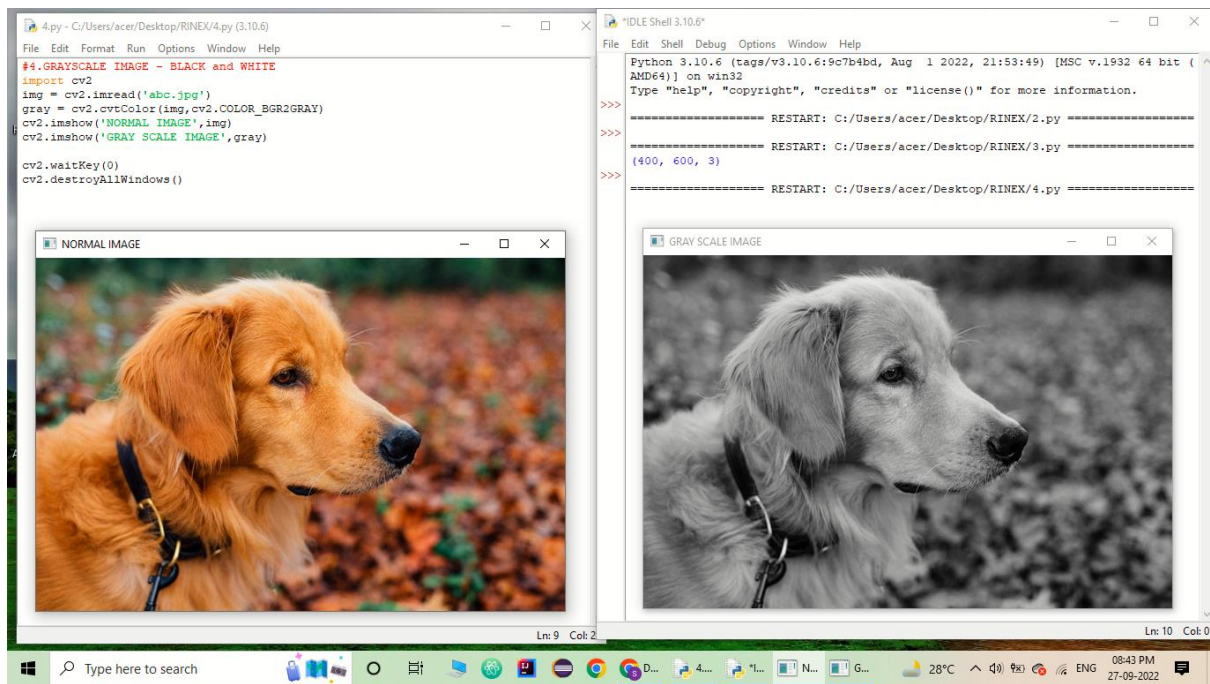 4.py - C:/Users/acer/Desktop/RINEX/4.py (3.10.6)
File Edit Format Run Options Window Help
#4.GRAYSCALE IMAGE - BLACK and WHITE
import cv2
img = cv2.imread('abc.jpg')
gray = cv2.cvtColor(img,cv2.COLOR_BGR2GRAY)
cv2.imshow('NORMAL IMAGE',img)
cv2.imshow('GRAY SCALE IMAGE',gray)
cv2.waitKey(0)
cv2.destroyAllWindows()
NORMAL IMAGE
Ln: 9 Col: 2
*IDLE Shell 3.10.6*
File Edit Shell Debug Options Window Help
Python 3.10.6 (tags/v3.10.6:9c7b4bd, Aug 1 2022, 21:53:49) [MSC v.1932 64 bit (
AMD64)] on win32
Type "help", "copyright", "credits" or "license()" for more information.
>>>
=================== RESTART: C:/Users/acer/Desktop/RINEX/2.py ==================
>>>
=================== RESTART: C:/Users/acer/Desktop/RINEX/3.py ==================
(400, 600, 3)
>>>
=================== RESTART: C:/Users/acer/Desktop/RINEX/4.py ==================
GRAY SCALE IMAGE
Ln: 10 Col: 0
Type here to search
D... 4.... *I... N... G... 28°C ENG 08:43 PM
27-09-2022